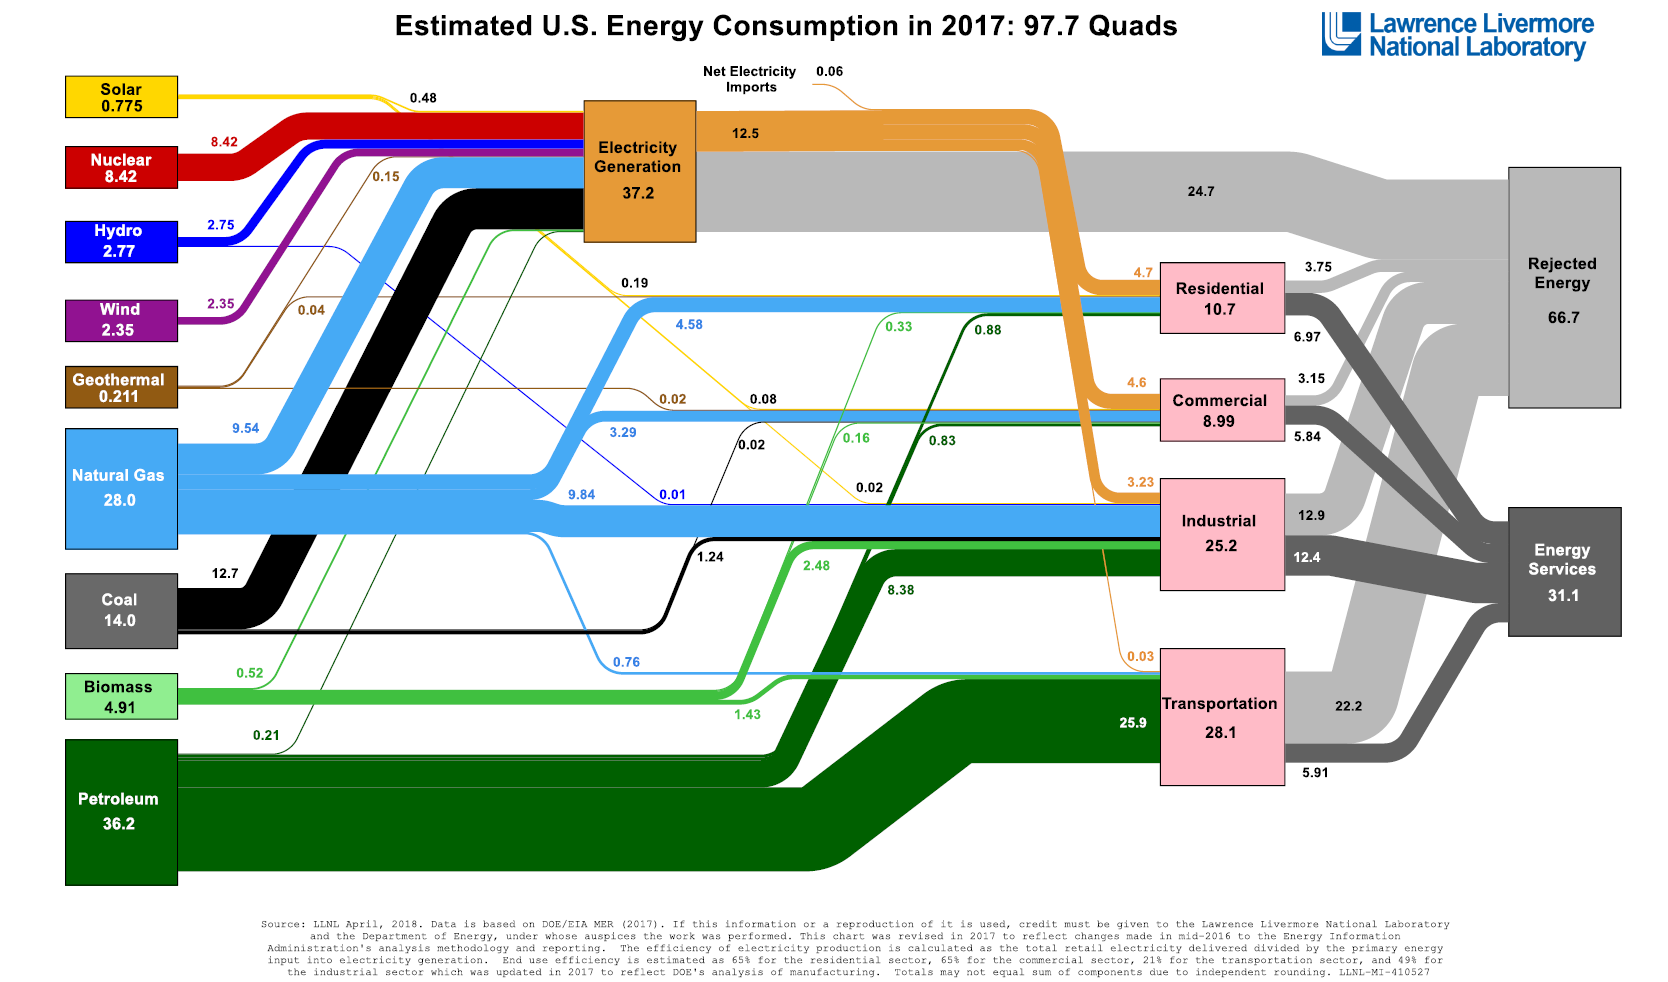 Estimated U.S. Energy Consumption in 2017: 97.7 Quads
Lawrence Livermore
National Laboratory
Net Electricity
Imports
0.06
Solar
0.775
0.48
Nuclear
8.42
8.42
Hydro
2.77
2.75
Wind
2.35
2.35
Geothermal
0.211
0.15
0.04
Natural Gas
28.0
9.54
Coal
14.0
12.7
Biomass
4.91
0.52
Petroleum
36.2
0.21
Electricity
Generation
37.2
12.5
24.7
0.19
4.58
0.33
0.88
0.02
0.08
3.29
0.02
0.16
0.83
9.84
0.01
0.02
1.24
2.48
8.38
0.76
1.43
25.9
4.7
4.6
3.23
0.03
Residential
10.7
3.75
6.97
Commercial
8.99
3.15
5.84
Industrial
25.2
12.9
12.4
Transportation
28.1
22.2
5.91
Rejected
Energy
66.7
Energy
Services
31.1
Source: LLNL April, 2018. Data is based on DOE/EIA MER (2017). If this information or a reproduction of it is used, credit must be given to the Lawrence Livermore National Laboratory
and the Department of Energy, under whose auspices the work was performed. This chart was revised in 2017 to reflect changes made in mid-2016 to the Energy Information
Administration's analysis methodology and reporting. The efficiency of electricity production is calculated as the total retail electricity delivered divided by the primary energy
input into electricity generation. End use efficiency is estimated as 65% for the residential sector, 65% for the commercial sector, 21% for the transportation sector, and 49% for
the industrial sector which was updated in 2017 to reflect DOE's analysis of manufacturing. Totals may not equal sum of components due to independent rounding. LLNL-MI-410527